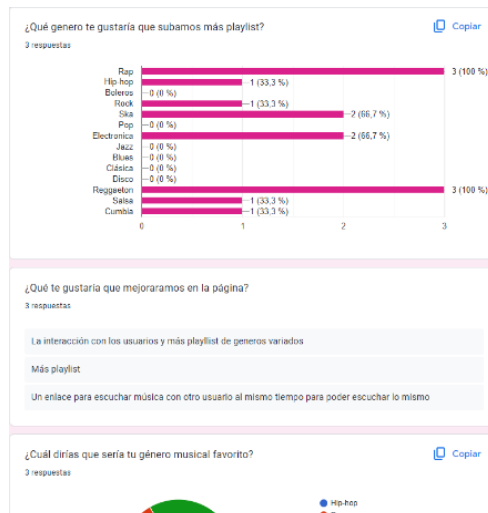 ¿Qué genero te gustaría que subamos más playlist?
Copiar
3 respuestas
Rap
3 (100 %)
Hip hop
1 (33,3 %)
Boleros
0 (0 %)
Rock
1 (33,3 %)
Ska
2 (66,7 %)
Pop
0 (0 %)
Electronica
2 (66,7 %)
Jazz
0 (0 %)
Blues
0 (0 %)
Clásica
0 (0 %)
Disco
0 (0 %)
Reggaeton
3 (100 %)
Salsa
1 (33,3 %)
Cumbia
1 (33,3 %)
0 1 2 3
¿Qué te gustaria que mejoraramos en la página?
3 respuestas
La interacción con los usuarios y más playllist de generos variados
Más playlist
Un enlace para escuchar música con otro usuario al mismo tiempo para poder escuchar lo mismo
¿Cuál dirías que sería tu género musical favorito?
Copiar
3 respuestas
Hip-hop